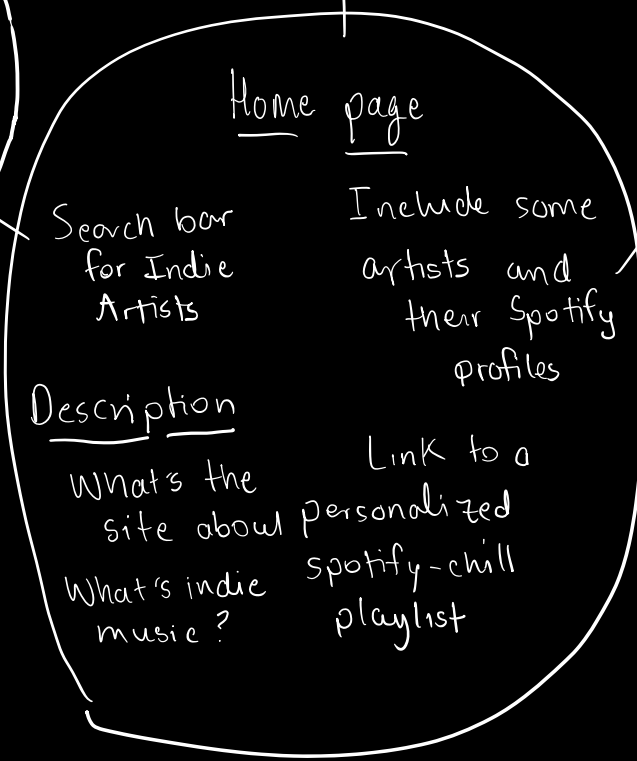 Home page
Search bar
for Indie
Artists
Include some
artists and
their Spotify
profiles
Description
What's the
site about
What's indie
music?
Link to a
personalized
spotify-chill
playlist